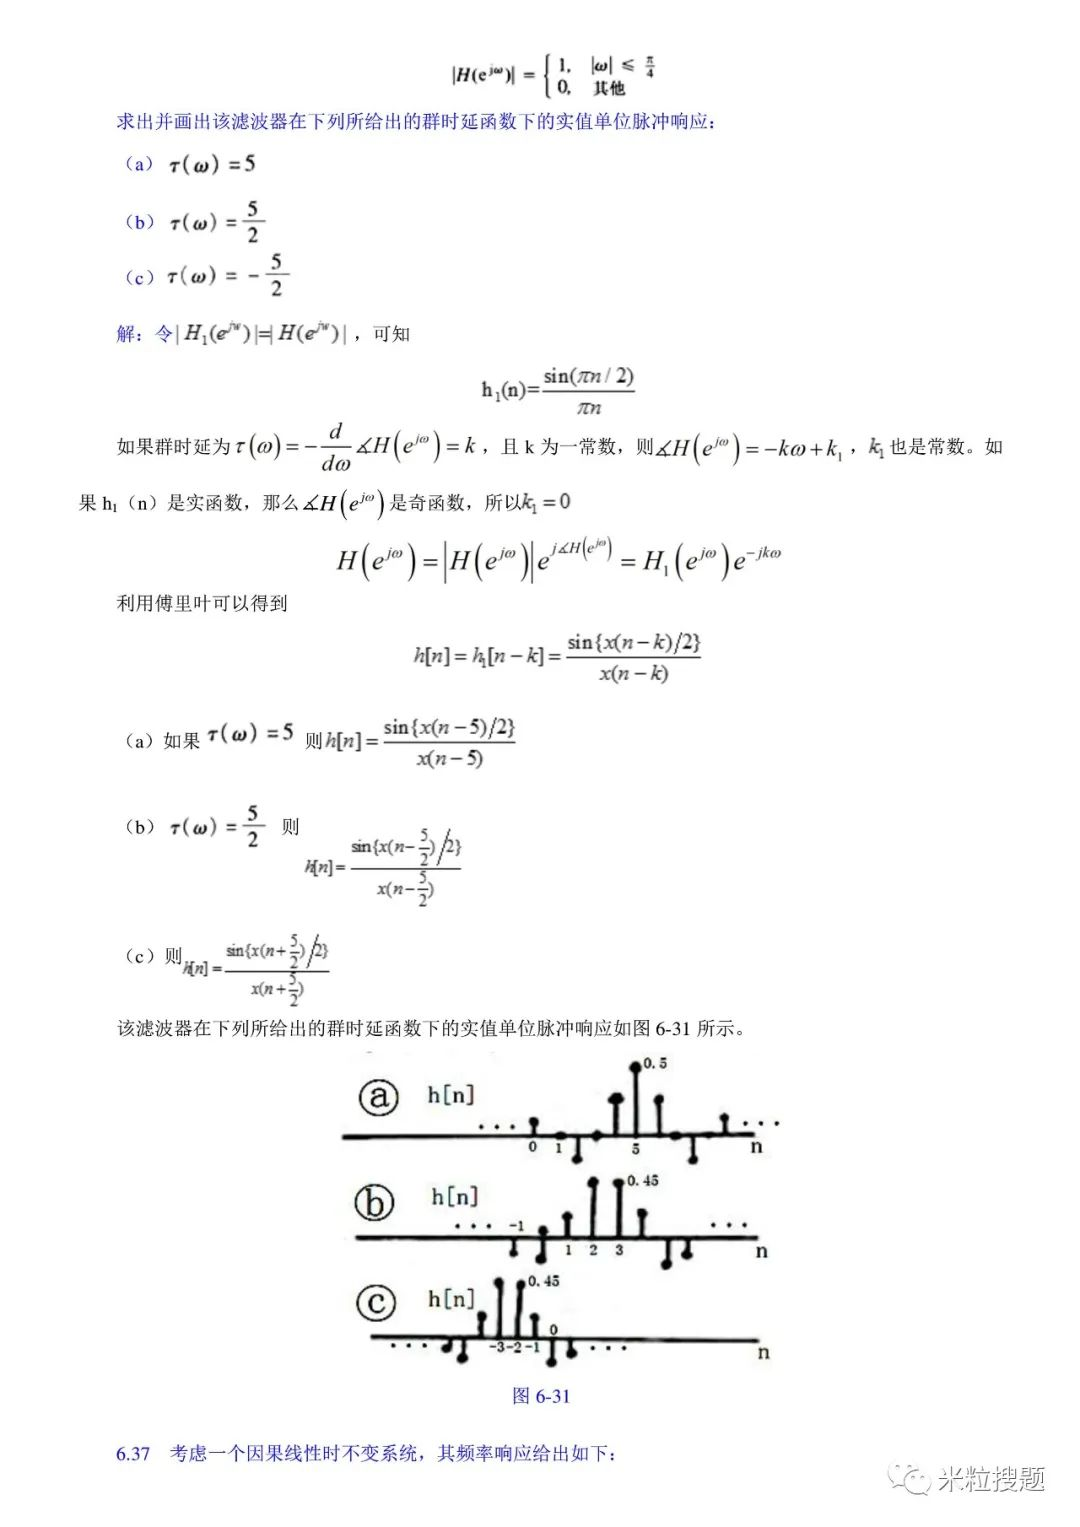 |H(e^{jω})| = { 1, |ω| ≤ π/4
0, 其他
求出并画出该滤波器在下列所给出的群时延函数下的实值单位脉冲响应：
（a） τ(ω) = 5
（b） τ(ω) = 5/2
（c） τ(ω) = - 5/2
解：令| H₁(e^{jw}) |=| H(e^{jw}) |，可知
h₁(n)= sin(πn / 2) / πn
如果群时延为 τ(ω) = - d/dω ∡H(e^{jω}) = k，且 k 为一常数，则∡H(e^{jω}) = -kω + k₁，k₁也是常数。如
果 h₁（n）是实函数，那么∡H(e^{jω})是奇函数，所以k₁ = 0
H(e^{jω}) = |H(e^{jω})| e^{j∡H(e^{jω})} = H₁(e^{jω}) e^{-jkω}
利用傅里叶可以得到
h[n] = h₁[n - k] = sin{x(n - k)/2} / x(n - k)
（a）如果 τ(ω) = 5 则h[n] = sin{x(n - 5)/2} / x(n - 5)
（b） τ(ω) = 5/2 则 h[n] = sin{x(n - 5/2)/2} / x(n - 5/2)
（c）则 h[n] = sin{x(n + 5/2)/2} / x(n + 5/2)
该滤波器在下列所给出的群时延函数下的实值单位脉冲响应如图 6-31 所示。
ⓐ h[n] 0.5
... ...
0 1 5 n
ⓑ h[n] 0.45
... -1 ...
1 2 3 n
ⓒ h[n] 0.45
0
... -3 -2 -1 ... n
图 6-31
6.37 考虑一个因果线性时不变系统，其频率响应给出如下：
米粒搜题